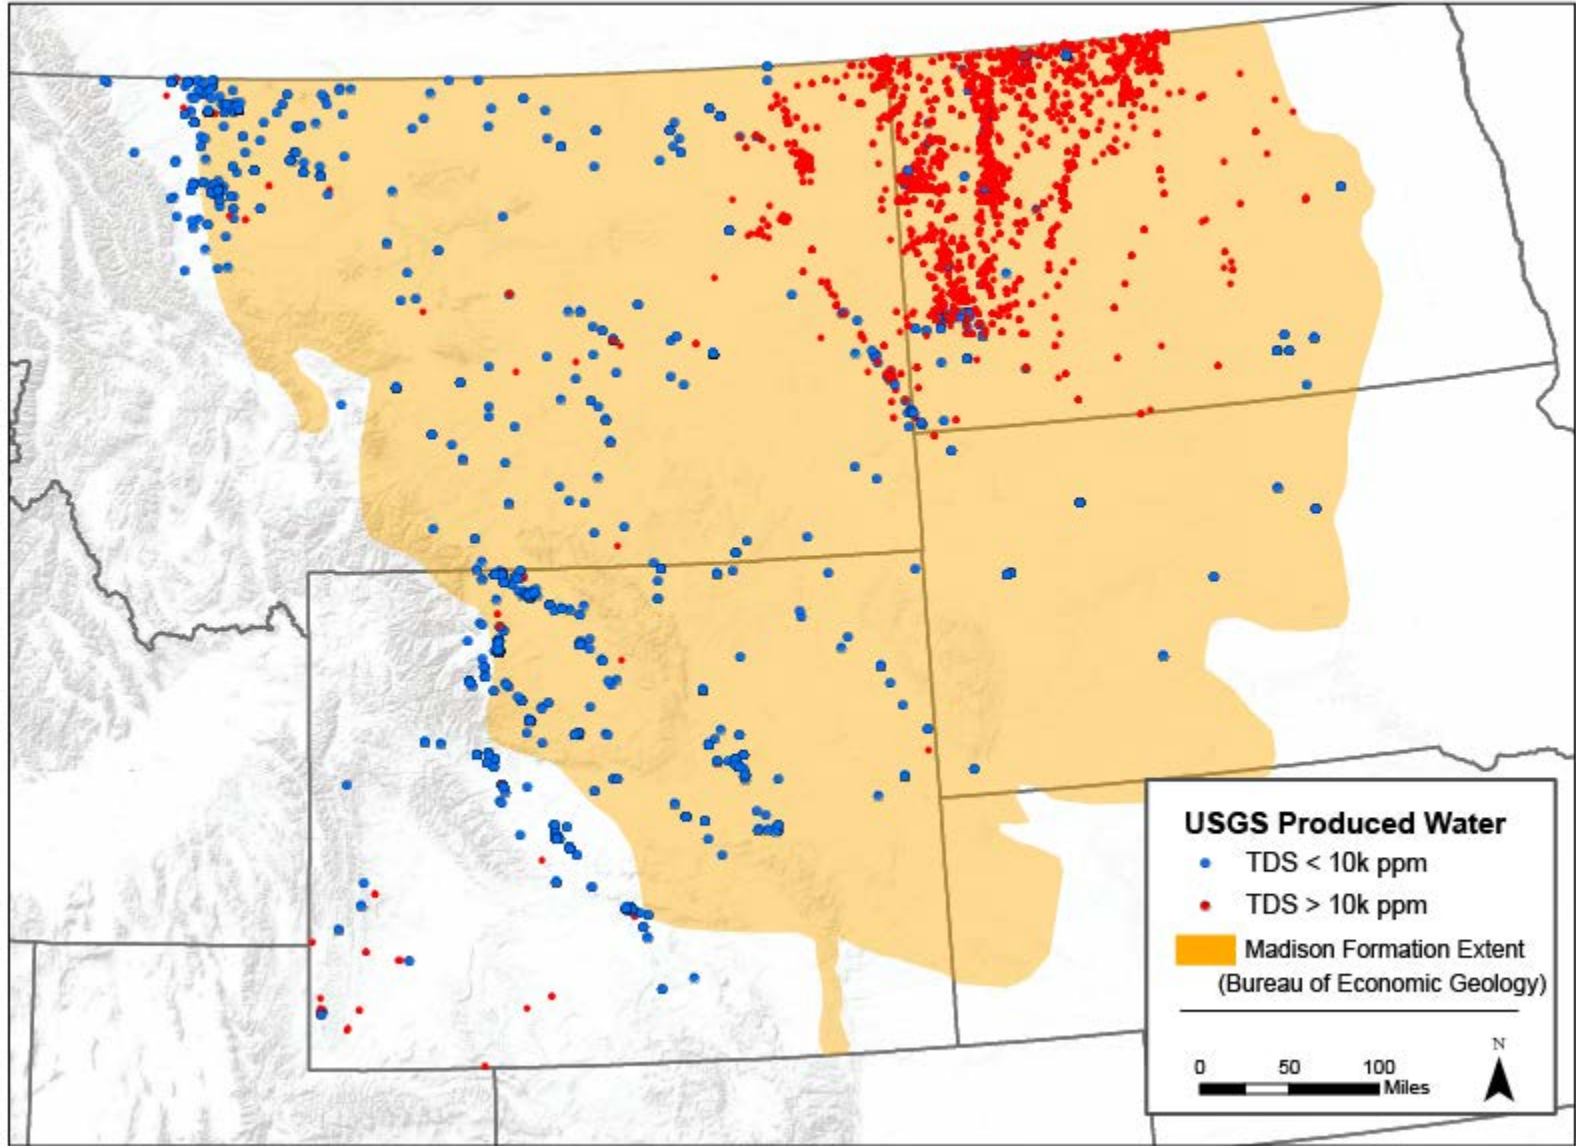 USGS Produced Water
TDS < 10k ppm
TDS > 10k ppm
Madison Formation Extent
(Bureau of Economic Geology)
N
0 50 100
Miles